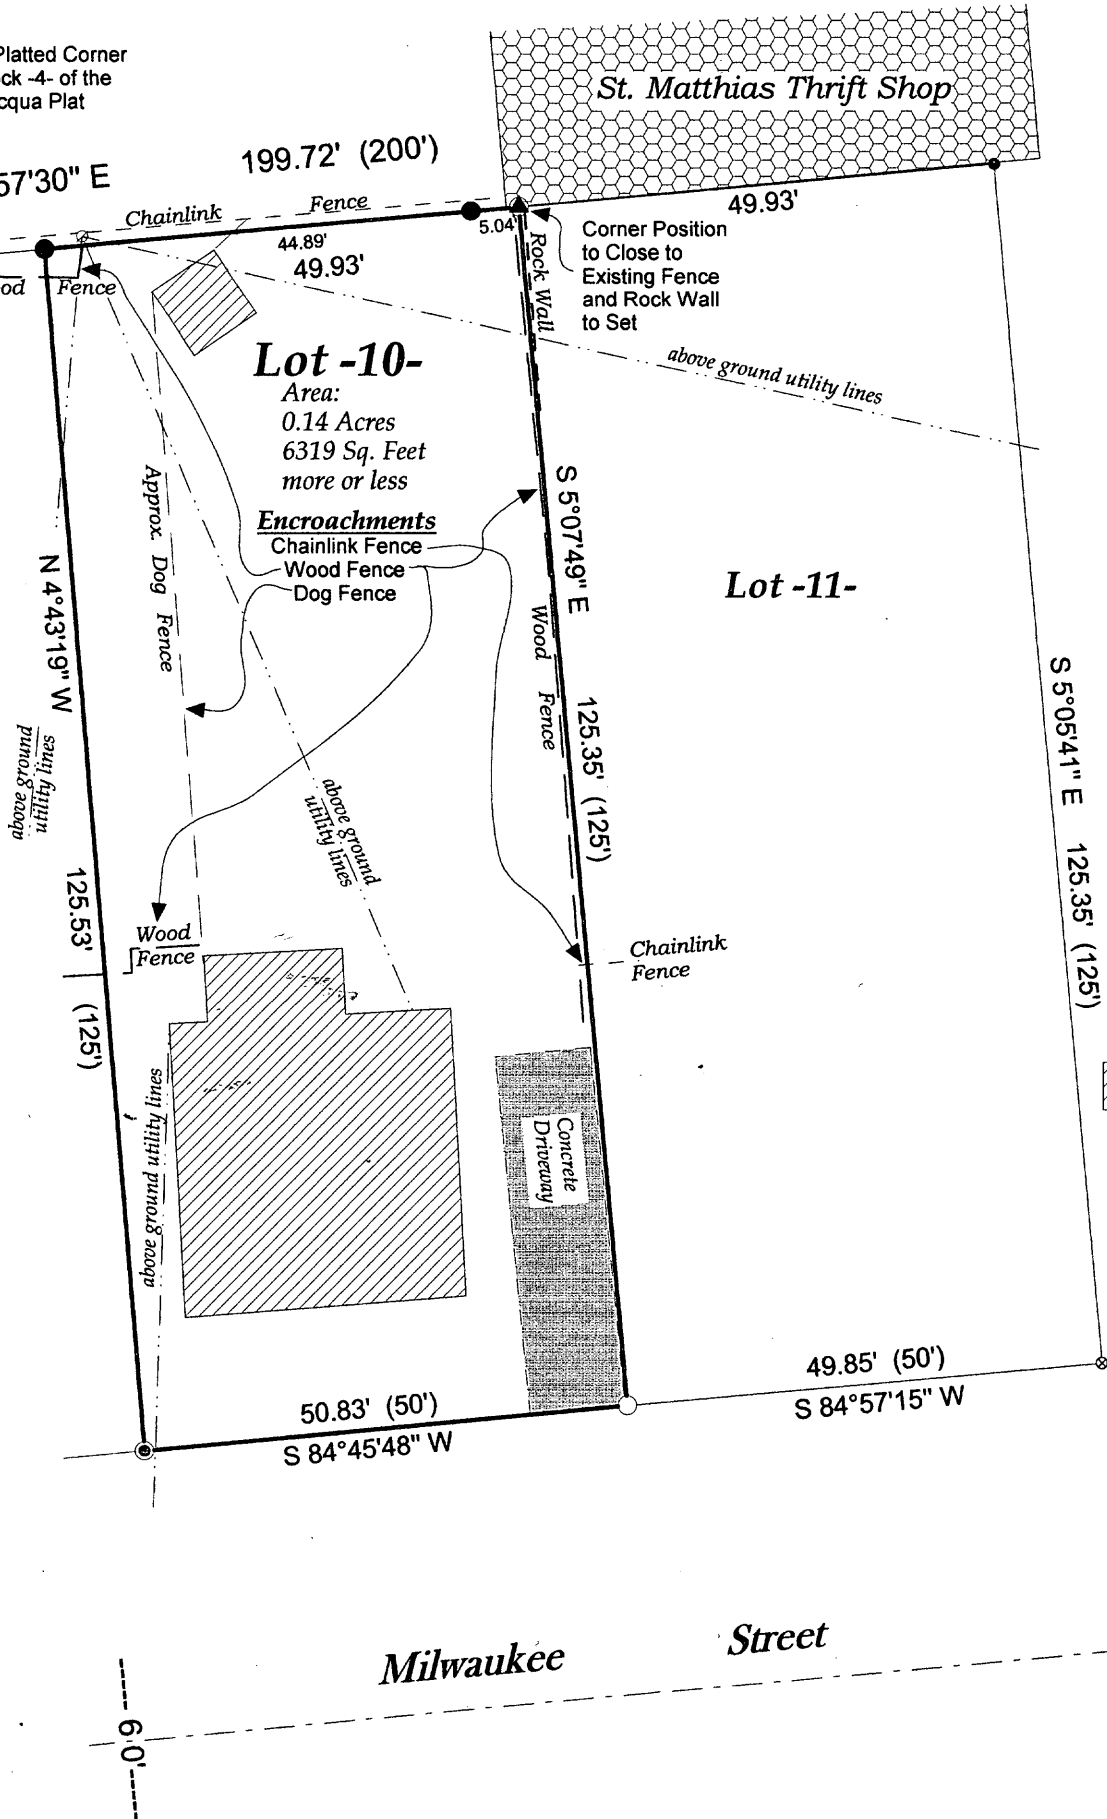 Platted Corner
ck -4- of the
cqua Plat
St. Matthias Thrift Shop
57'30" E
199.72' (200')
Chainlink Fence
44.89'
5.04'
49.93'
49.93'
od Fence
Rock Wall
Corner Position
to Close to
Existing Fence
and Rock Wall
to Set
Lot -10-
Area:
0.14 Acres
6319 Sq. Feet
more or less
above ground utility lines
Encroachments
Chainlink Fence
Wood Fence
Dog Fence
Approx. Dog Fence
S 5°07'49" E
125.35' (125')
Wood Fence
Lot -11-
N 4°43'19" W
125.53' (125')
S 5°05'41" E 125.35' (125')
above ground
utility lines
above ground
utility lines
Wood
Fence
Chainlink
Fence
above ground utility lines
Concrete
Driveway
50.83' (50')
S 84°45'48" W
49.85' (50')
S 84°57'15" W
Milwaukee Street
60'